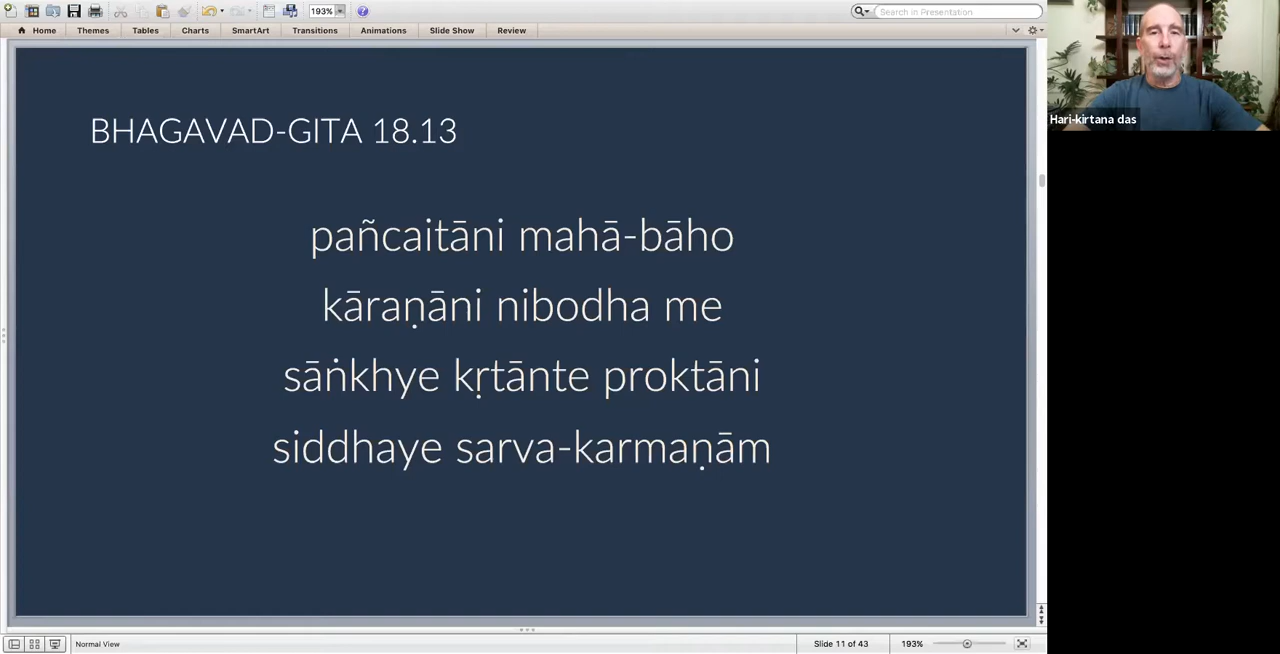 193%
Search in Presentation
Home Themes Tables Charts SmartArt Transitions Animations Slide Show Review
Hari-kirtana das
BHAGAVAD-GITA 18.13
pañcaitāni mahā-bāho
kāraṇāni nibodha me
sāṅkhye kṛtānte proktāni
siddhaye sarva-karmaṇām
Normal View
Slide 11 of 43
193%